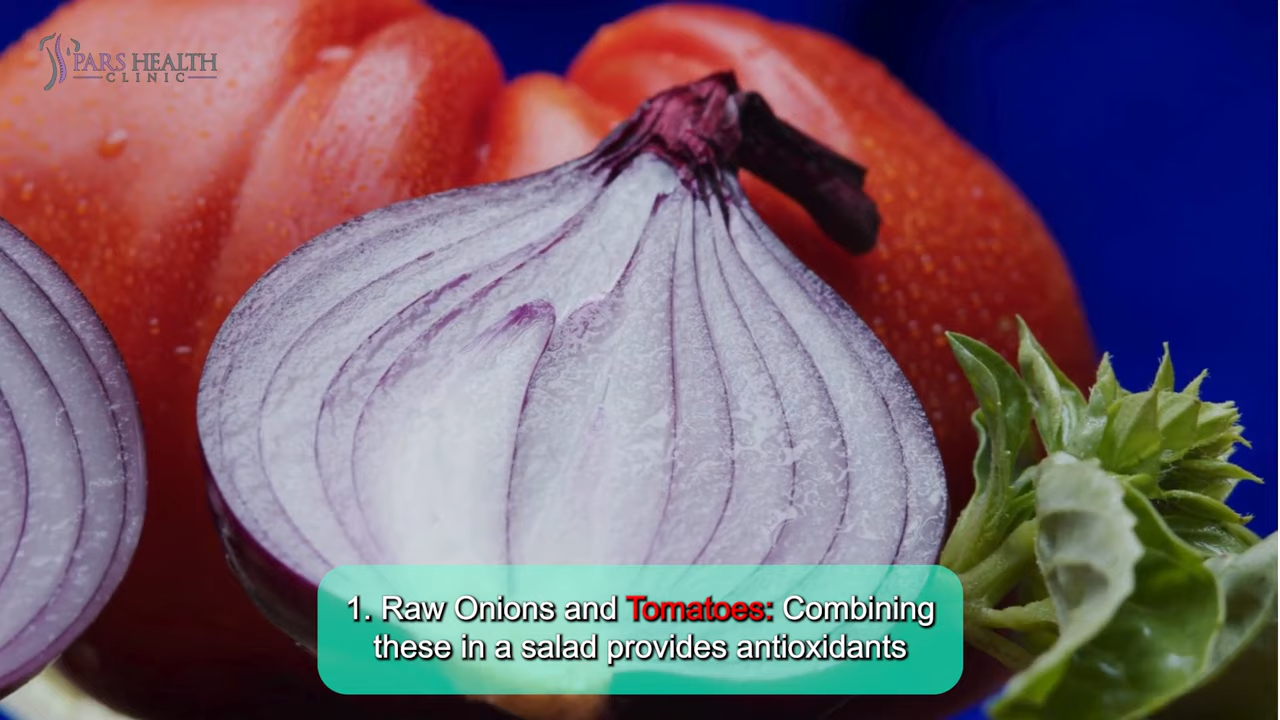 PARS HEALTH
CLINIC
1. Raw Onions and Tomatoes: Combining
these in a salad provides antioxidants